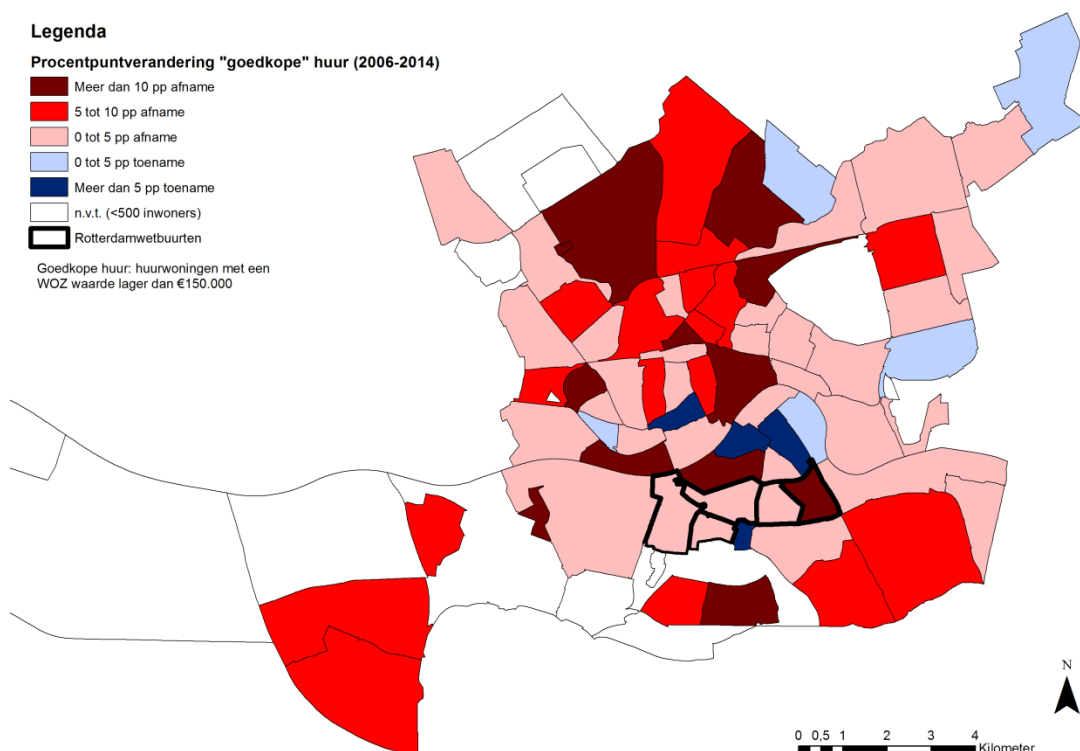 Legenda
Procentpuntverandering "goedkope" huur (2006-2014)
Meer dan 10 pp afname
5 tot 10 pp afname
0 tot 5 pp afname
0 tot 5 pp toename
Meer dan 5 pp toename
n.v.t. (<500 inwoners)
Rotterdamwetbuurten
Goedkope huur: huurwoningen met een
WOZ waarde lager dan €150.000
N
0 0,5 1 2 3 4
Kilometer